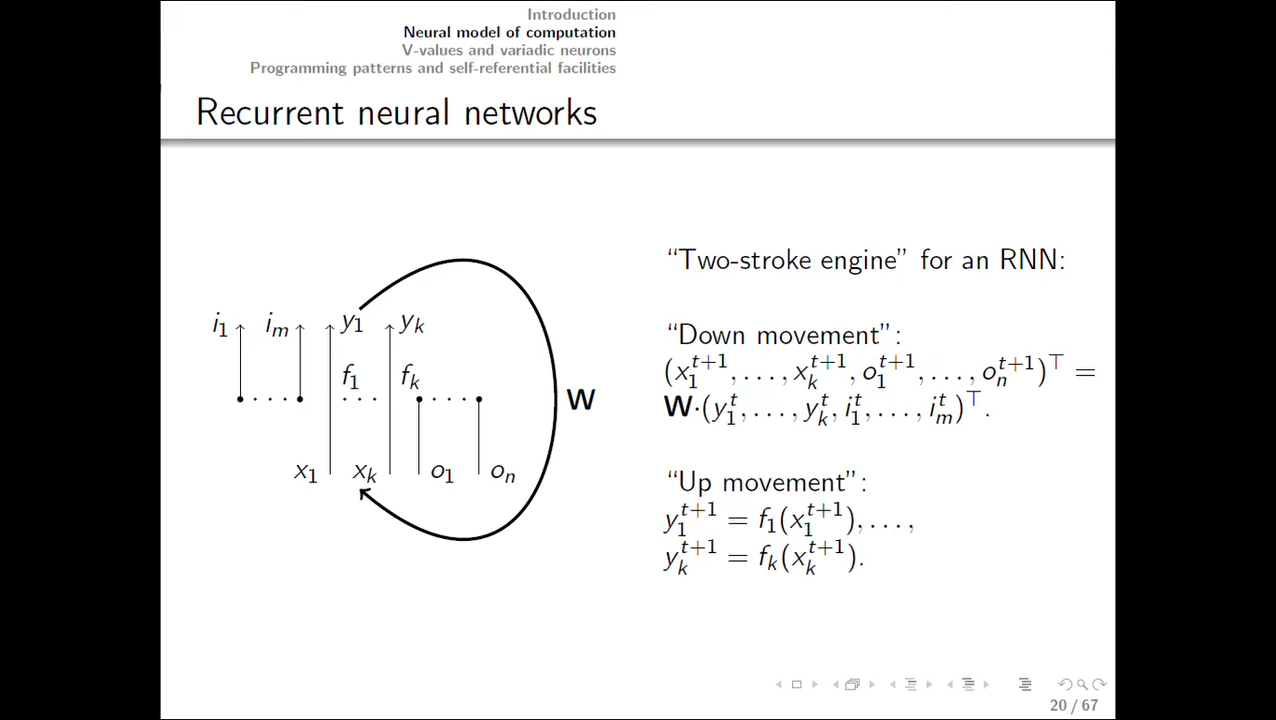 Introduction
Neural model of computation
V-values and variadic neurons
Programming patterns and self-referential facilities
Recurrent neural networks
i₁ iₘ y₁ yₖ
f₁ fₖ
. . . . . . . . .
W
x₁ xₖ o₁ oₙ
“Two-stroke engine” for an RNN:
“Down movement”:
(x₁ᵗ⁺¹, . . . , xₖᵗ⁺¹, o₁ᵗ⁺¹, . . . , oₙᵗ⁺¹)⊤ =
W·(y₁ᵗ, . . . , yₖᵗ, i₁ᵗ, . . . , iₘᵗ)⊤.
“Up movement”:
y₁ᵗ⁺¹ = f₁(x₁ᵗ⁺¹), . . . ,
yₖᵗ⁺¹ = fₖ(xₖᵗ⁺¹).
20 / 67